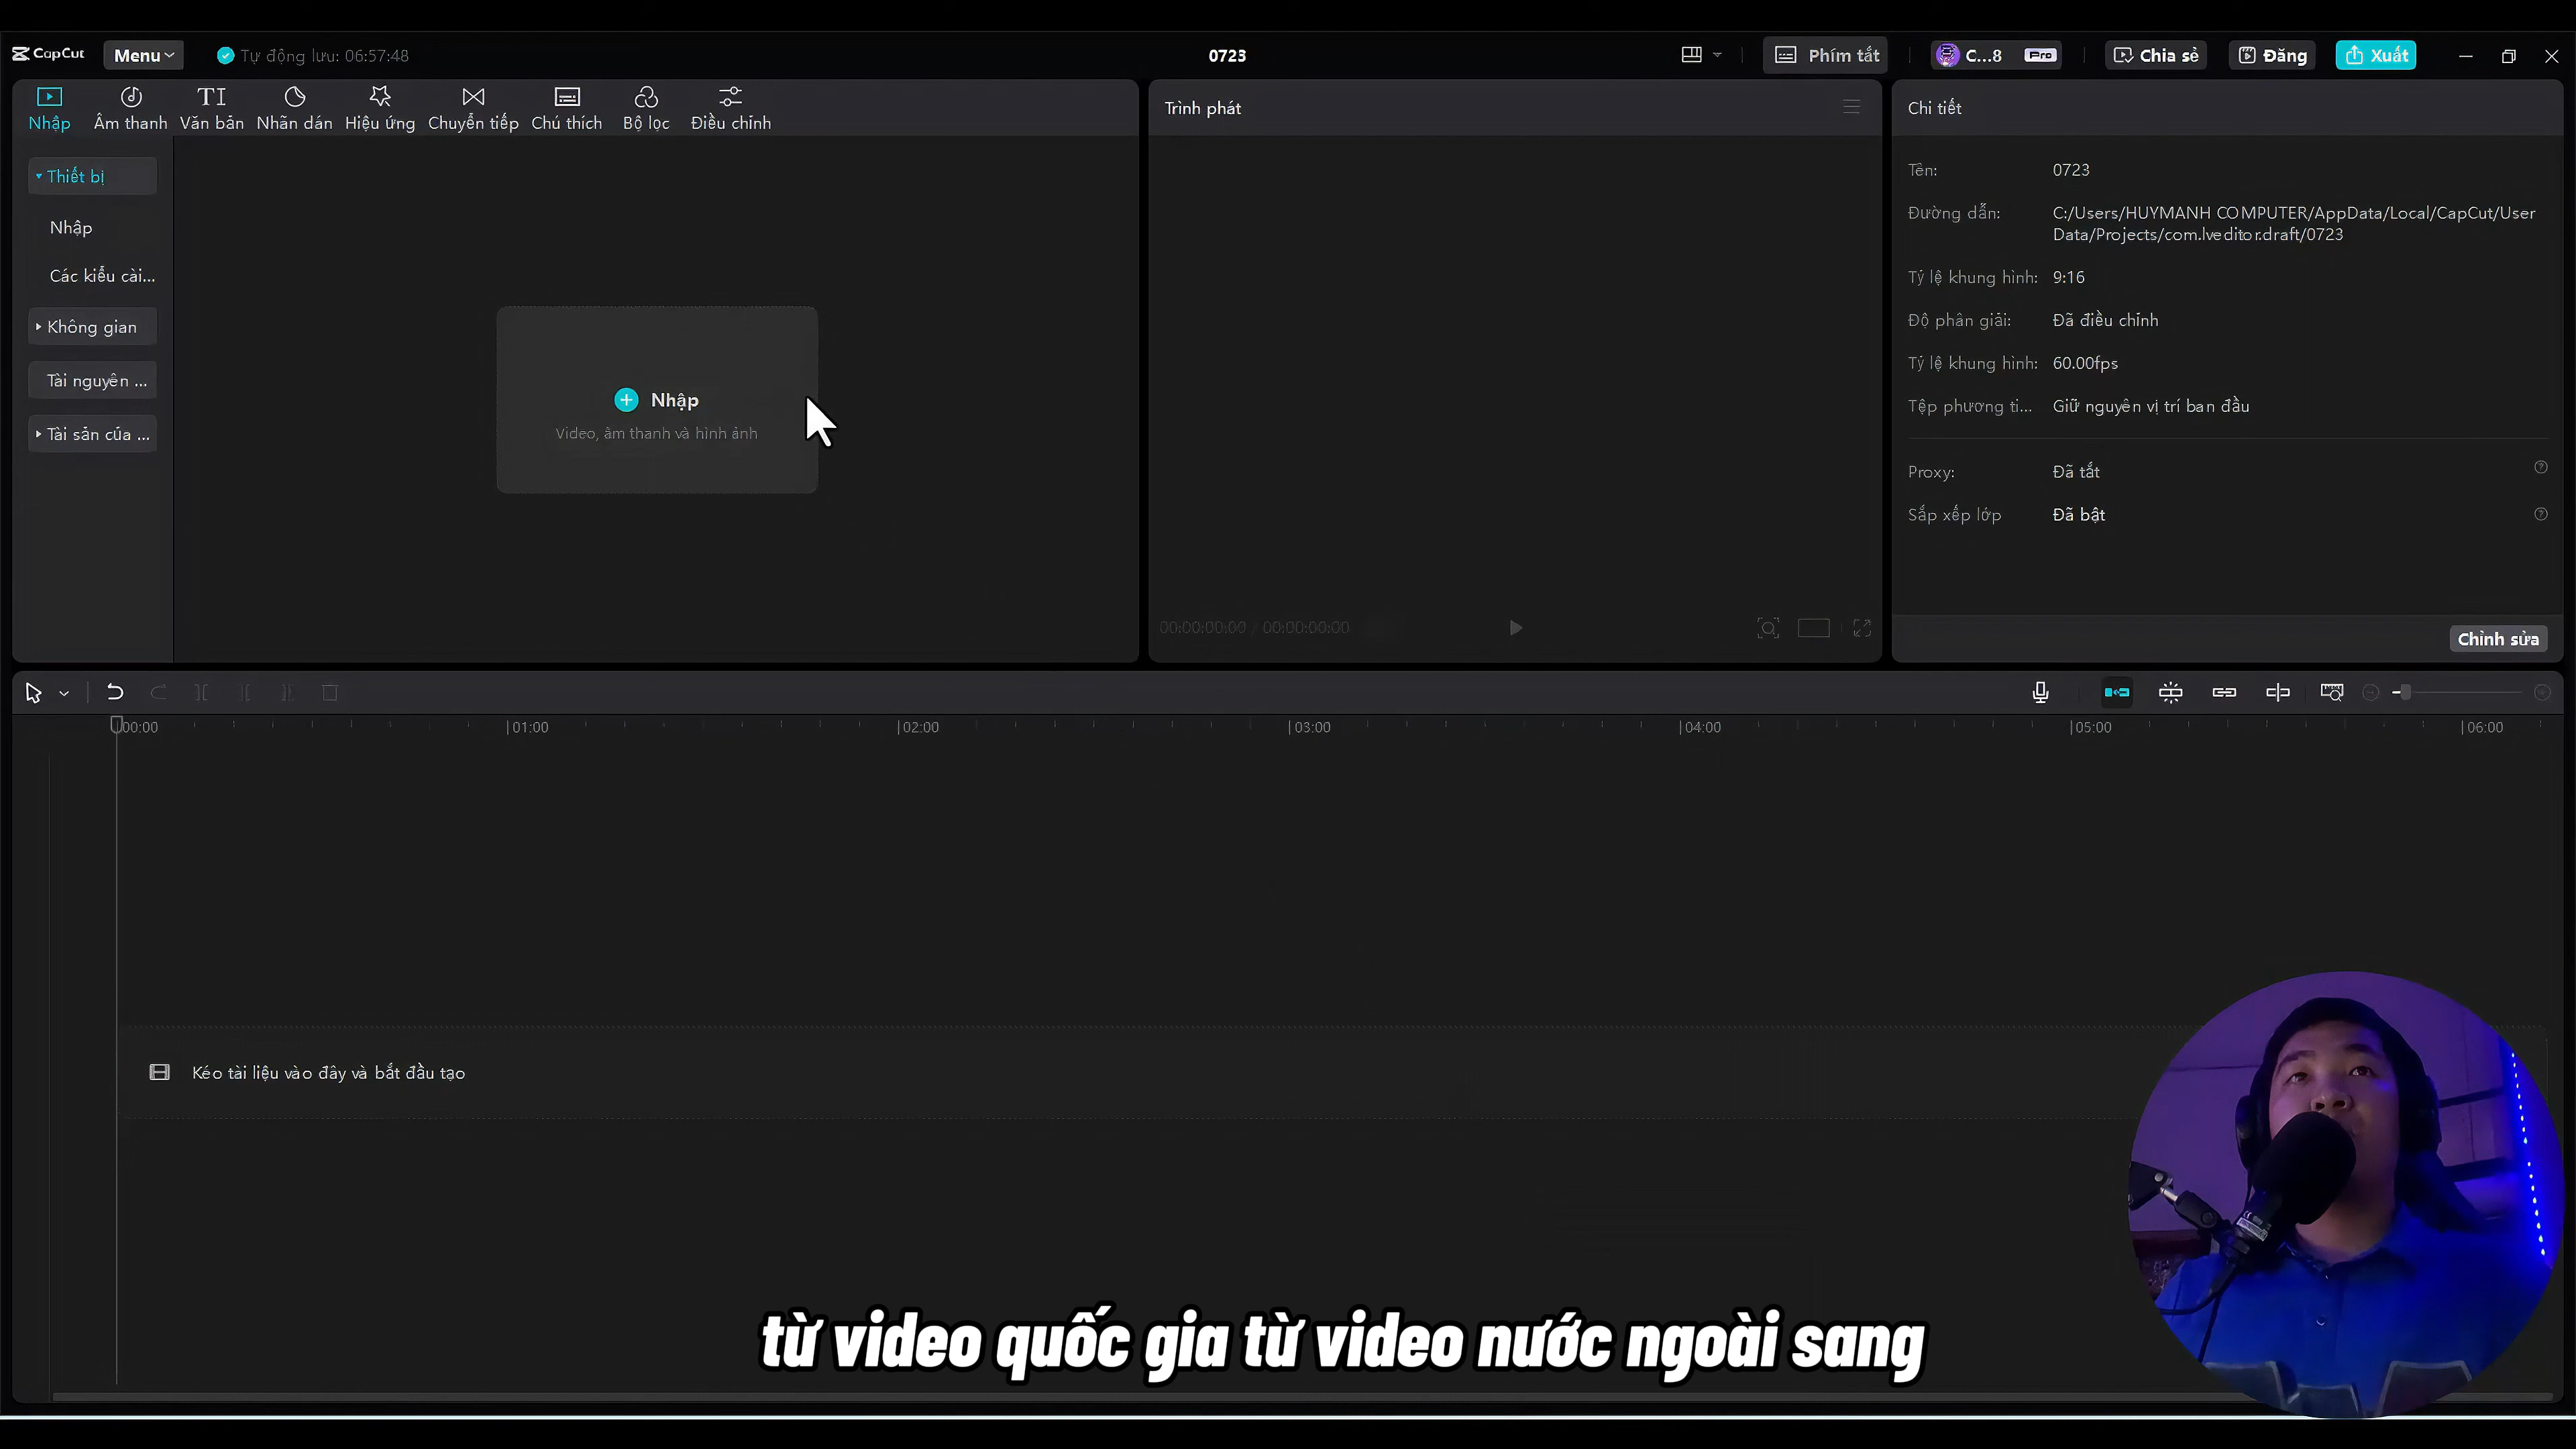 CapCut
Menu
Tự động lưu: 06:57:48
0723
Phím tắt
C...8
Pro
Chia sẻ
Đăng
Xuất
Nhập
Âm thanh
Văn bản
Nhãn dán
Hiệu ứng
Chuyển tiếp
Chú thích
Bộ lọc
Điều chỉnh
Thiết bị
Nhập
Các kiểu cài...
Không gian
Tài nguyên ...
Tài sản của ...
Nhập
Video, âm thanh và hình ảnh
Trình phát
00:00:00:00 / 00:00:00:00
Chi tiết
Tên: 0723
Đường dẫn: C:/Users/HUYMANH COMPUTER/AppData/Local/CapCut/User
Data/Projects/com.lveditor.draft/0723
Tỷ lệ khung hình: 9:16
Độ phân giải: Đã điều chỉnh
Tỷ lệ khung hình: 60.00fps
Tệp phương ti... Giữ nguyên vị trí ban đầu
Proxy: Đã tắt
Sắp xếp lớp Đã bật
Chỉnh sửa
00:00 01:00 02:00 03:00 04:00 05:00 06:00
Kéo tài liệu vào đây và bắt đầu tạo
từ video quốc gia từ video nước ngoài sang